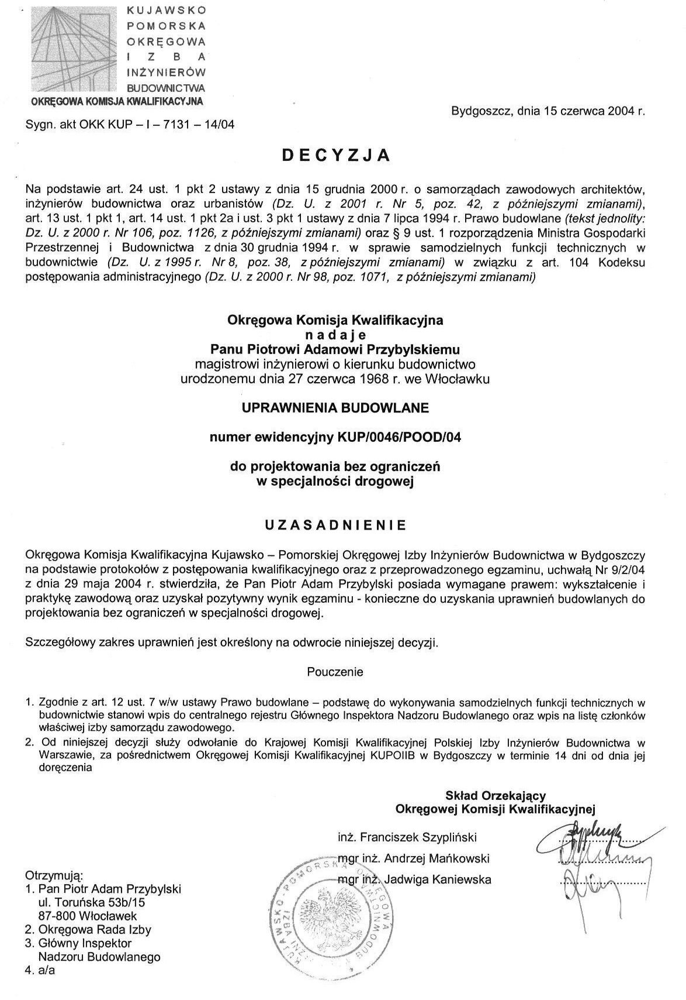 KUJAWSKO
POMORSKA
OKRĘGOWA
I Z B A
INŻYNIERÓW
BUDOWNICTWA
OKRĘGOWA KOMISJA KWALIFIKACYJNA
Bydgoszcz, dnia 15 czerwca 2004 r.
Sygn. akt OKK KUP – I – 7131 – 14/04
D E C Y Z J A
Na podstawie art. 24 ust. 1 pkt 2 ustawy z dnia 15 grudnia 2000 r. o samorządach zawodowych architektów,
inżynierów budownictwa oraz urbanistów (Dz. U. z 2001 r. Nr 5, poz. 42, z późniejszymi zmianami),
art. 13 ust. 1 pkt 1, art. 14 ust. 1 pkt 2a i ust. 3 pkt 1 ustawy z dnia 7 lipca 1994 r. Prawo budowlane (tekst jednolity:
Dz. U. z 2000 r. Nr 106, poz. 1126, z późniejszymi zmianami) oraz § 9 ust. 1 rozporządzenia Ministra Gospodarki
Przestrzennej i Budownictwa z dnia 30 grudnia 1994 r. w sprawie samodzielnych funkcji technicznych w
budownictwie (Dz. U. z 1995 r. Nr 8, poz. 38, z późniejszymi zmianami) w związku z art. 104 Kodeksu
postępowania administracyjnego (Dz. U. z 2000 r. Nr 98, poz. 1071, z późniejszymi zmianami)
Okręgowa Komisja Kwalifikacyjna
n a d a j e
Panu Piotrowi Adamowi Przybylskiemu
magistrowi inżynierowi o kierunku budownictwo
urodzonemu dnia 27 czerwca 1968 r. we Włocławku
UPRAWNIENIA BUDOWLANE
numer ewidencyjny KUP/0046/POOD/04
do projektowania bez ograniczeń
w specjalności drogowej
U Z A S A D N I E N I E
Okręgowa Komisja Kwalifikacyjna Kujawsko – Pomorskiej Okręgowej Izby Inżynierów Budownictwa w Bydgoszczy
na podstawie protokołów z postępowania kwalifikacyjnego oraz z przeprowadzonego egzaminu, uchwałą Nr 9/2/04
z dnia 29 maja 2004 r. stwierdziła, że Pan Piotr Adam Przybylski posiada wymagane prawem: wykształcenie i
praktykę zawodową oraz uzyskał pozytywny wynik egzaminu - konieczne do uzyskania uprawnień budowlanych do
projektowania bez ograniczeń w specjalności drogowej.
Szczegółowy zakres uprawnień jest określony na odwrocie niniejszej decyzji.
Pouczenie
1. Zgodnie z art. 12 ust. 7 w/w ustawy Prawo budowlane – podstawę do wykonywania samodzielnych funkcji technicznych w
budownictwie stanowi wpis do centralnego rejestru Głównego Inspektora Nadzoru Budowlanego oraz wpis na listę członków
właściwej izby samorządu zawodowego.
2. Od niniejszej decyzji służy odwołanie do Krajowej Komisji Kwalifikacyjnej Polskiej Izby Inżynierów Budownictwa w
Warszawie, za pośrednictwem Okręgowej Komisji Kwalifikacyjnej KUPOIIB w Bydgoszczy w terminie 14 dni od dnia jej
doręczenia
Skład Orzekający
Okręgowej Komisji Kwalifikacyjnej
inż. Franciszek Szypliński
mgr inż. Andrzej Mańkowski
mgr inż. Jadwiga Kaniewska
Otrzymują:
1. Pan Piotr Adam Przybylski
ul. Toruńska 53b/15
87-800 Włocławek
2. Okręgowa Rada Izby
3. Główny Inspektor
Nadzoru Budowlanego
4. a/a
KUJAWSKO-POMORSKA OKRĘGOWA
IZBA BUDOWNICTWA